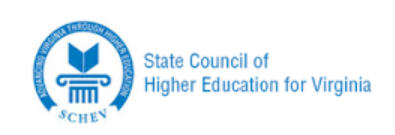 ADVANCING VIRGINIA THROUGH HIGHER EDUCATION
SCHEV
State Council of
Higher Education for Virginia